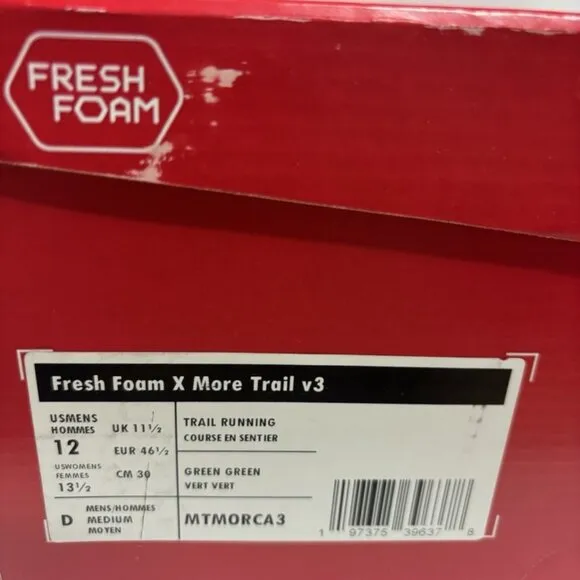 FRESH
FOAM
Fresh Foam X More Trail v3
USMENS
HOMMES
12
UK 11½
EUR 46½
USWOMENS
FEMMES
13½
CM 30
D
MENS/HOMMES
MEDIUM
MOYEN
TRAIL RUNNING
COURSE EN SENTIER
GREEN GREEN
VERT VERT
MTMORCA3
1 97375 39637 8